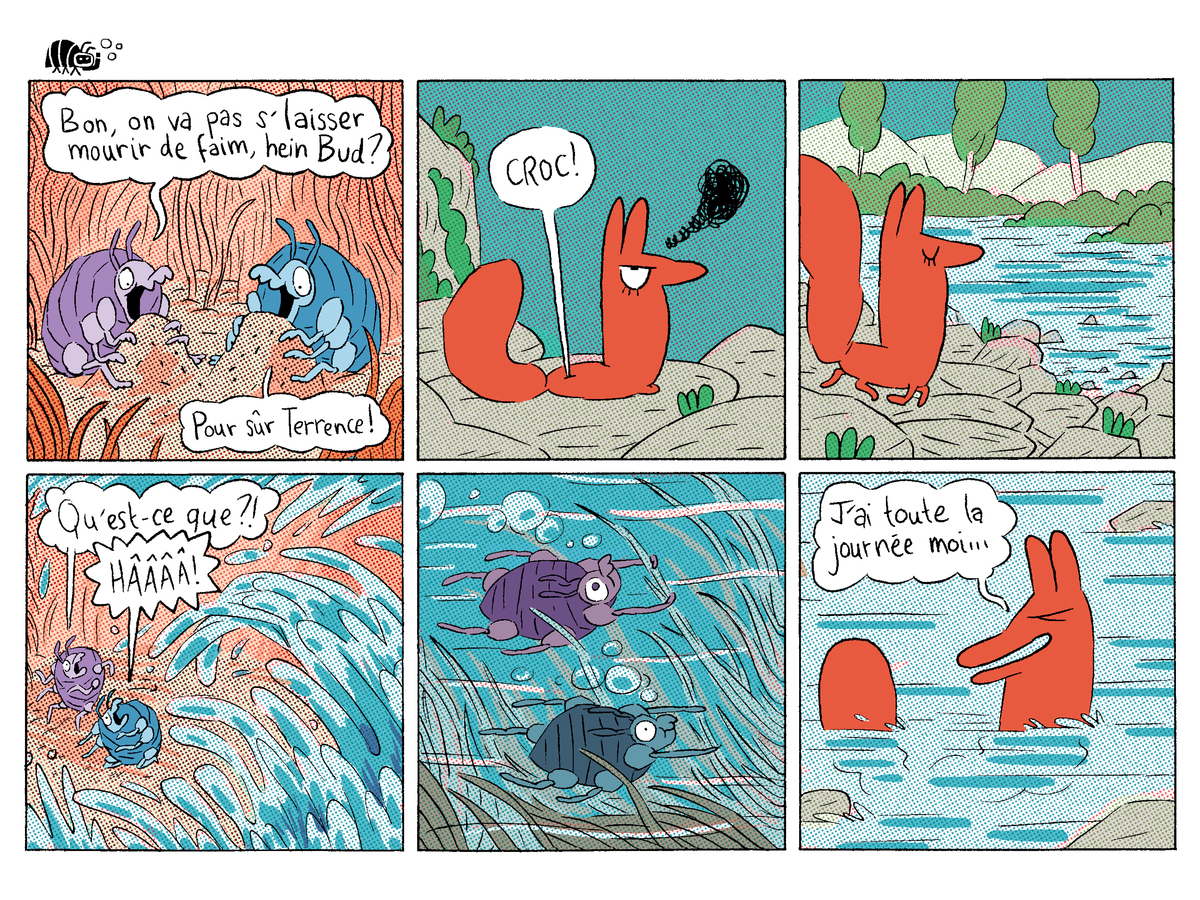 Bon, on va pas s'laisser
mourir de faim, hein Bud?
Pour sûr Terrence!
CROC!
Qu'est-ce que?!
HÂÂÂÂ!
J'ai toute la
journée moi...